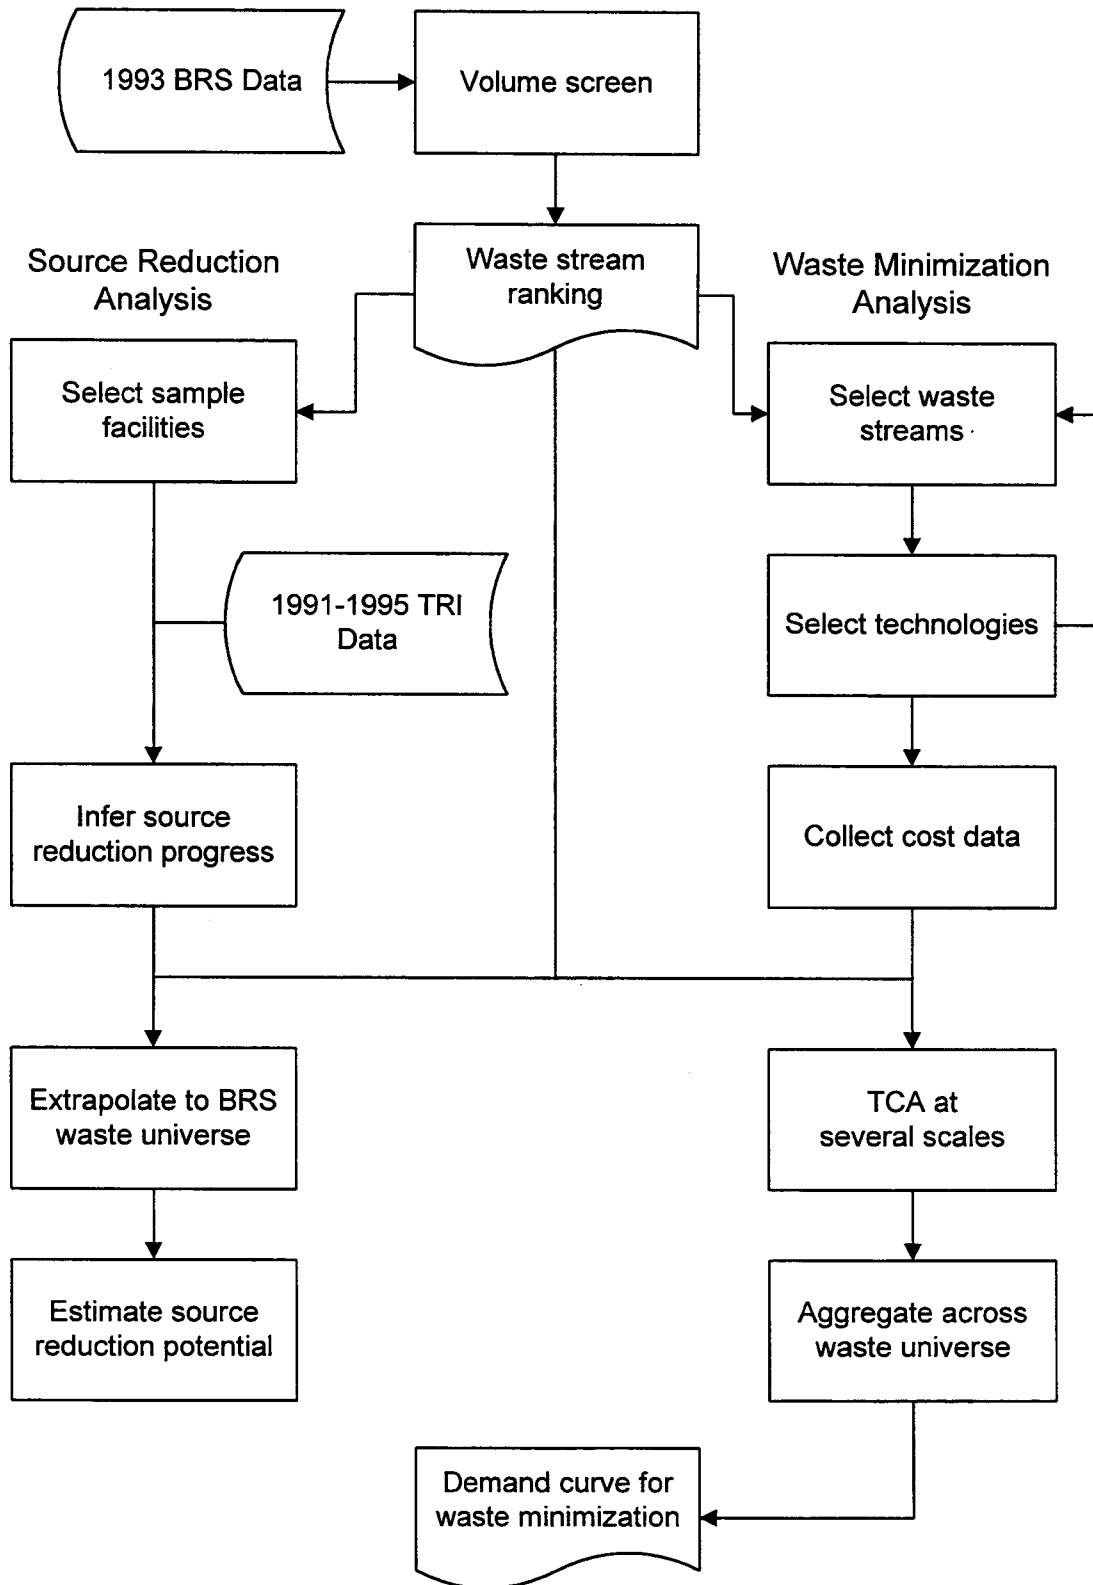 1993 BRS Data
Volume screen
Waste stream
ranking
Source Reduction
Analysis
Waste Minimization
Analysis
Select sample
facilities
Select waste
streams
1991-1995 TRI
Data
Select technologies
Infer source
reduction progress
Collect cost data
Extrapolate to BRS
waste universe
TCA at
several scales
Estimate source
reduction potential
Aggregate across
waste universe
Demand curve for
waste minimization